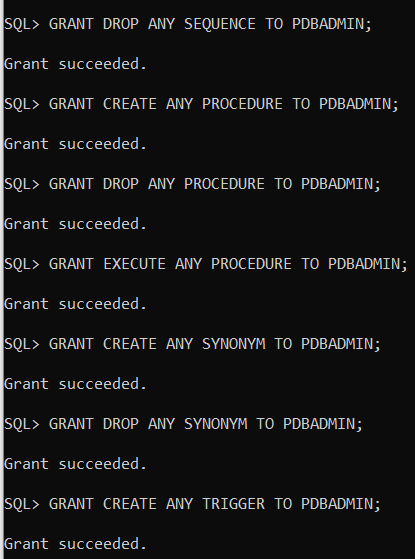 SQL> GRANT DROP ANY SEQUENCE TO PDBADMIN;
Grant succeeded.
SQL> GRANT CREATE ANY PROCEDURE TO PDBADMIN;
Grant succeeded.
SQL> GRANT DROP ANY PROCEDURE TO PDBADMIN;
Grant succeeded.
SQL> GRANT EXECUTE ANY PROCEDURE TO PDBADMIN;
Grant succeeded.
SQL> GRANT CREATE ANY SYNONYM TO PDBADMIN;
Grant succeeded.
SQL> GRANT DROP ANY SYNONYM TO PDBADMIN;
Grant succeeded.
SQL> GRANT CREATE ANY TRIGGER TO PDBADMIN;
Grant succeeded.